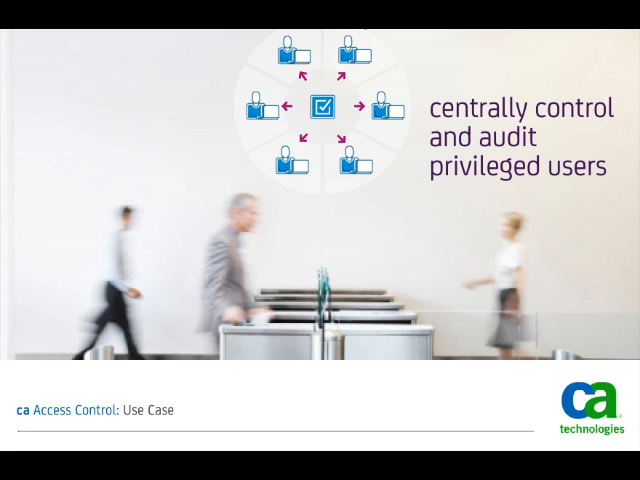 centrally control
and audit
privileged users
ca Access Control: Use Case
ca
technologies